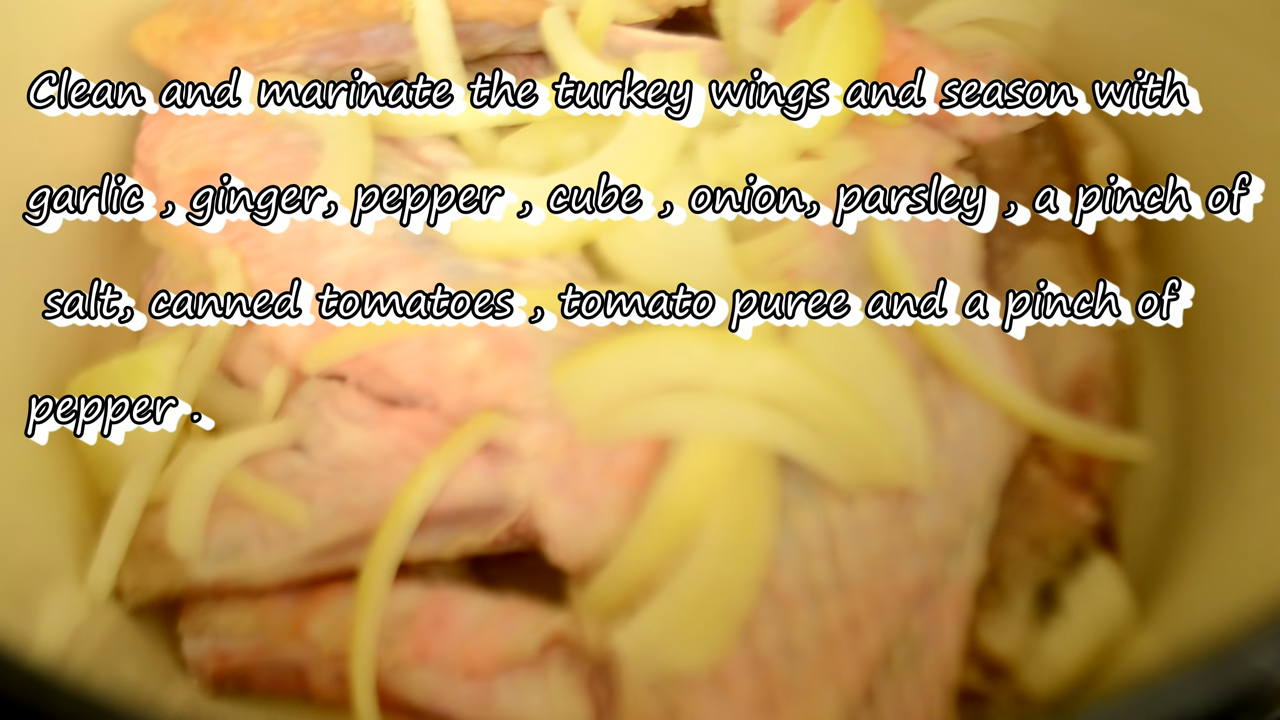 Clean and marinate the turkey wings and season with
garlic , ginger, pepper , cube , onion, parsley , a pinch of
salt, canned tomatoes , tomato puree and a pinch of
pepper .